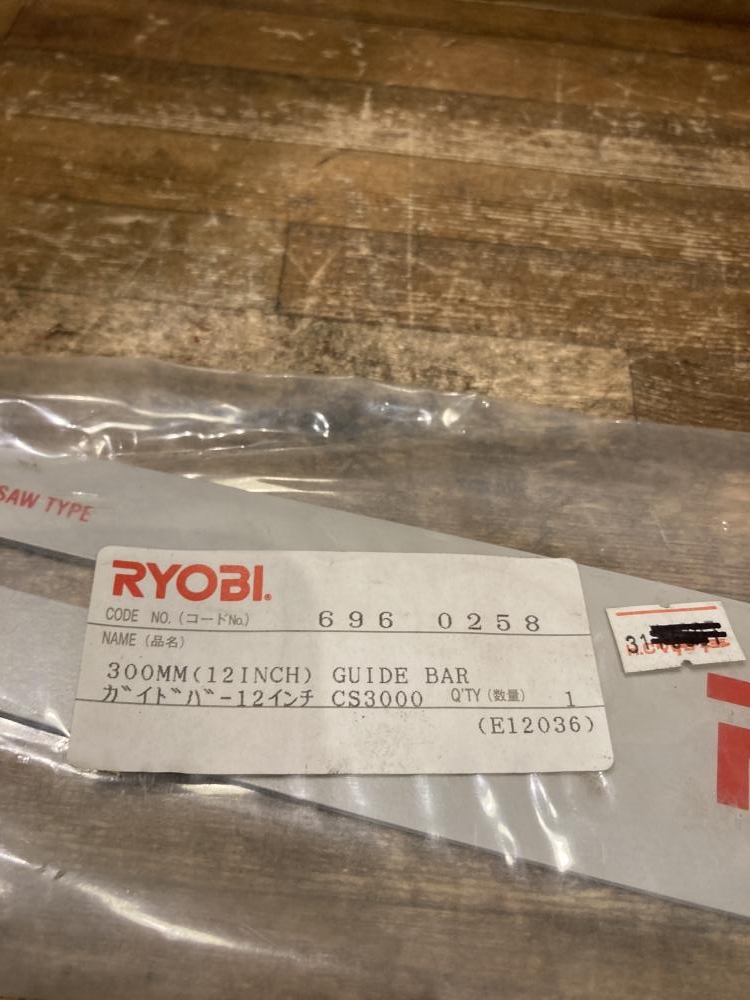 SAW TYPE
RYOBI®
CODE NO. (コードNo.) 696 0258
NAME (品名)
300MM(12INCH) GUIDE BAR
ガイドバー12インチ CS3000 Q'TY (数量) 1
(E12036)
31